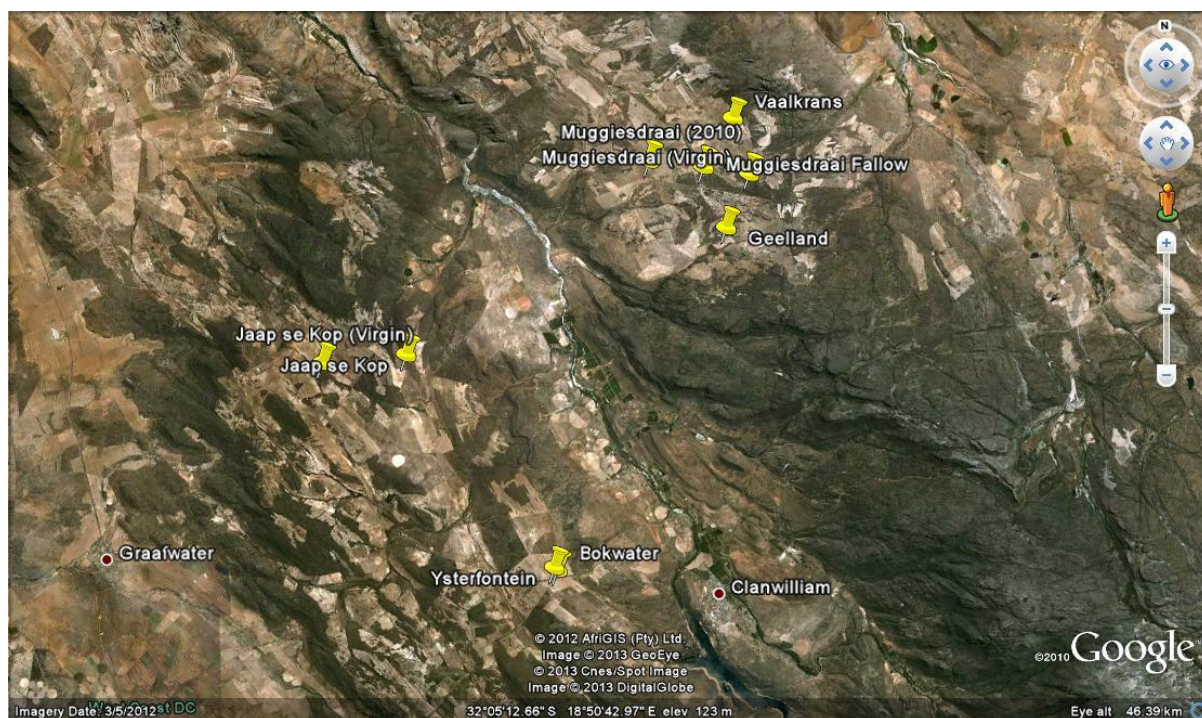 N
Vaalkrans
Muggiesdraai (2010)
Muggiesdraai (Virgin)
Muggiesdraai Fallow
Geelland
Jaap se Kop (Virgin)
Jaap se Kop
Graafwater
Bokwater
Ysterfontein
Clanwilliam
© 2012 AfriGIS (Pty) Ltd.
Image © 2013 GeoEye
© 2013 Cnes/Spot Image
Image © 2013 DigitalGlobe
©2010 Google
Imagery Date: 3/5/2012
32°05'12.66" S 18°50'42.97" E elev 123 m
Eye alt 46.39 km